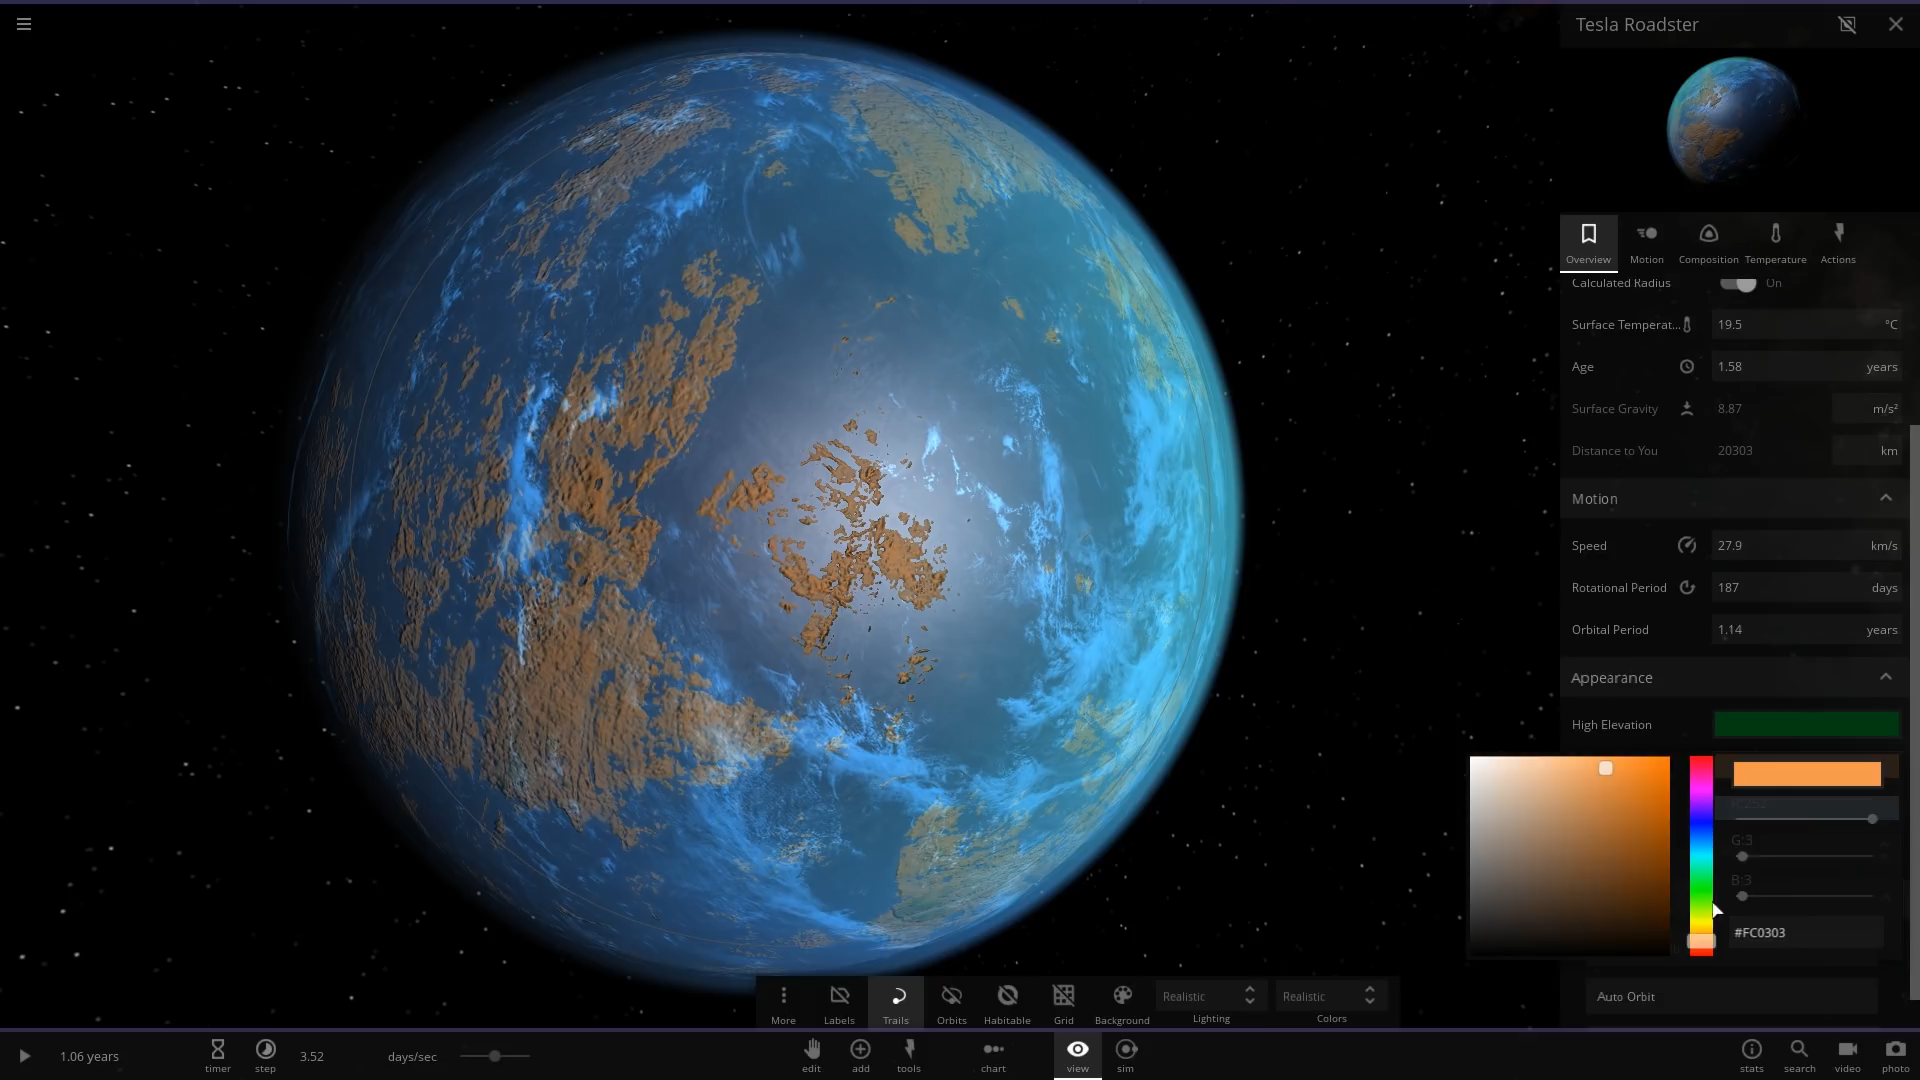 Tesla Roadster
Overview
Motion
Composition
Temperature
Actions
Calculated Radius On
Surface Temperat... 19.5 °C
Age 1.58 years
Surface Gravity 8.87 m/s²
Distance to You 20303 km
Motion
Speed 27.9 km/s
Rotational Period 187 days
Orbital Period 1.14 years
Appearance
High Elevation
G:3
B:3
#FC0303
Auto Orbit
More
Labels
Trails
Orbits
Habitable
Grid
Background
Realistic
Lighting
Realistic
Colors
1.06 years
timer
step
3.52 days/sec
edit
add
tools
chart
view
sim
stats
search
video
photo